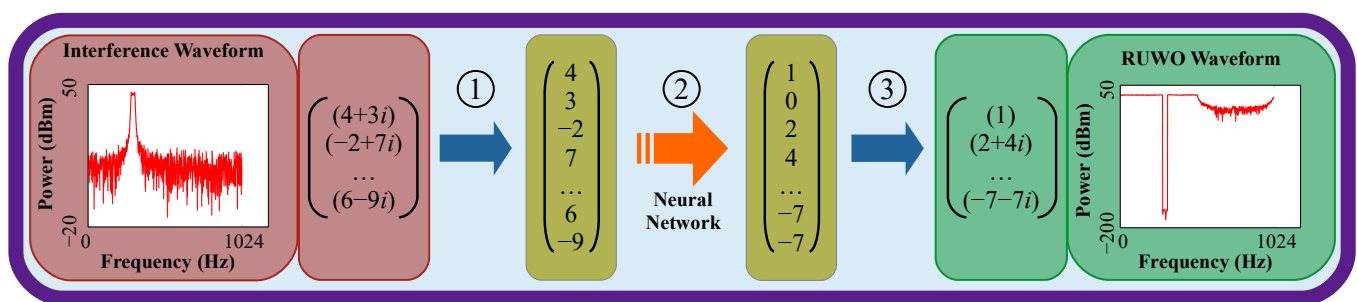 Interference Waveform
50
Power (dBm)
−20
0
1024
Frequency (Hz)
(4+3i)
(−2+7i)
…
(6−9i)
1
4
3
−2
7
…
6
−9
2
Neural
Network
1
0
2
4
…
−7
−7
3
(1)
(2+4i)
…
(−7−7i)
RUWO Waveform
50
Power (dBm)
−200
0
1024
Frequency (Hz)